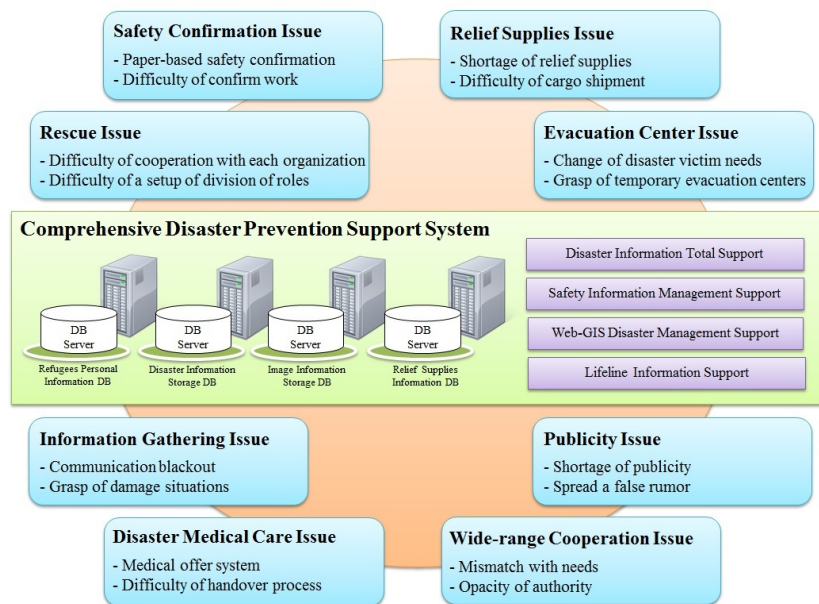 Safety Confirmation Issue
- Paper-based safety confirmation
- Difficulty of confirm work
Relief Supplies Issue
- Shortage of relief supplies
- Difficulty of cargo shipment
Rescue Issue
- Difficulty of cooperation with each organization
- Difficulty of a setup of division of roles
Evacuation Center Issue
- Change of disaster victim needs
- Grasp of temporary evacuation centers
Comprehensive Disaster Prevention Support System
DB
Server
Refugees Personal
Information DB
DB
Server
Disaster Information
Storage DB
DB
Server
Image Information
Storage DB
DB
Server
Relief Supplies
Information DB
Disaster Information Total Support
Safety Information Management Support
Web-GIS Disaster Management Support
Lifeline Information Support
Information Gathering Issue
- Communication blackout
- Grasp of damage situations
Publicity Issue
- Shortage of publicity
- Spread a false rumor
Disaster Medical Care Issue
- Medical offer system
- Difficulty of handover process
Wide-range Cooperation Issue
- Mismatch with needs
- Opacity of authority